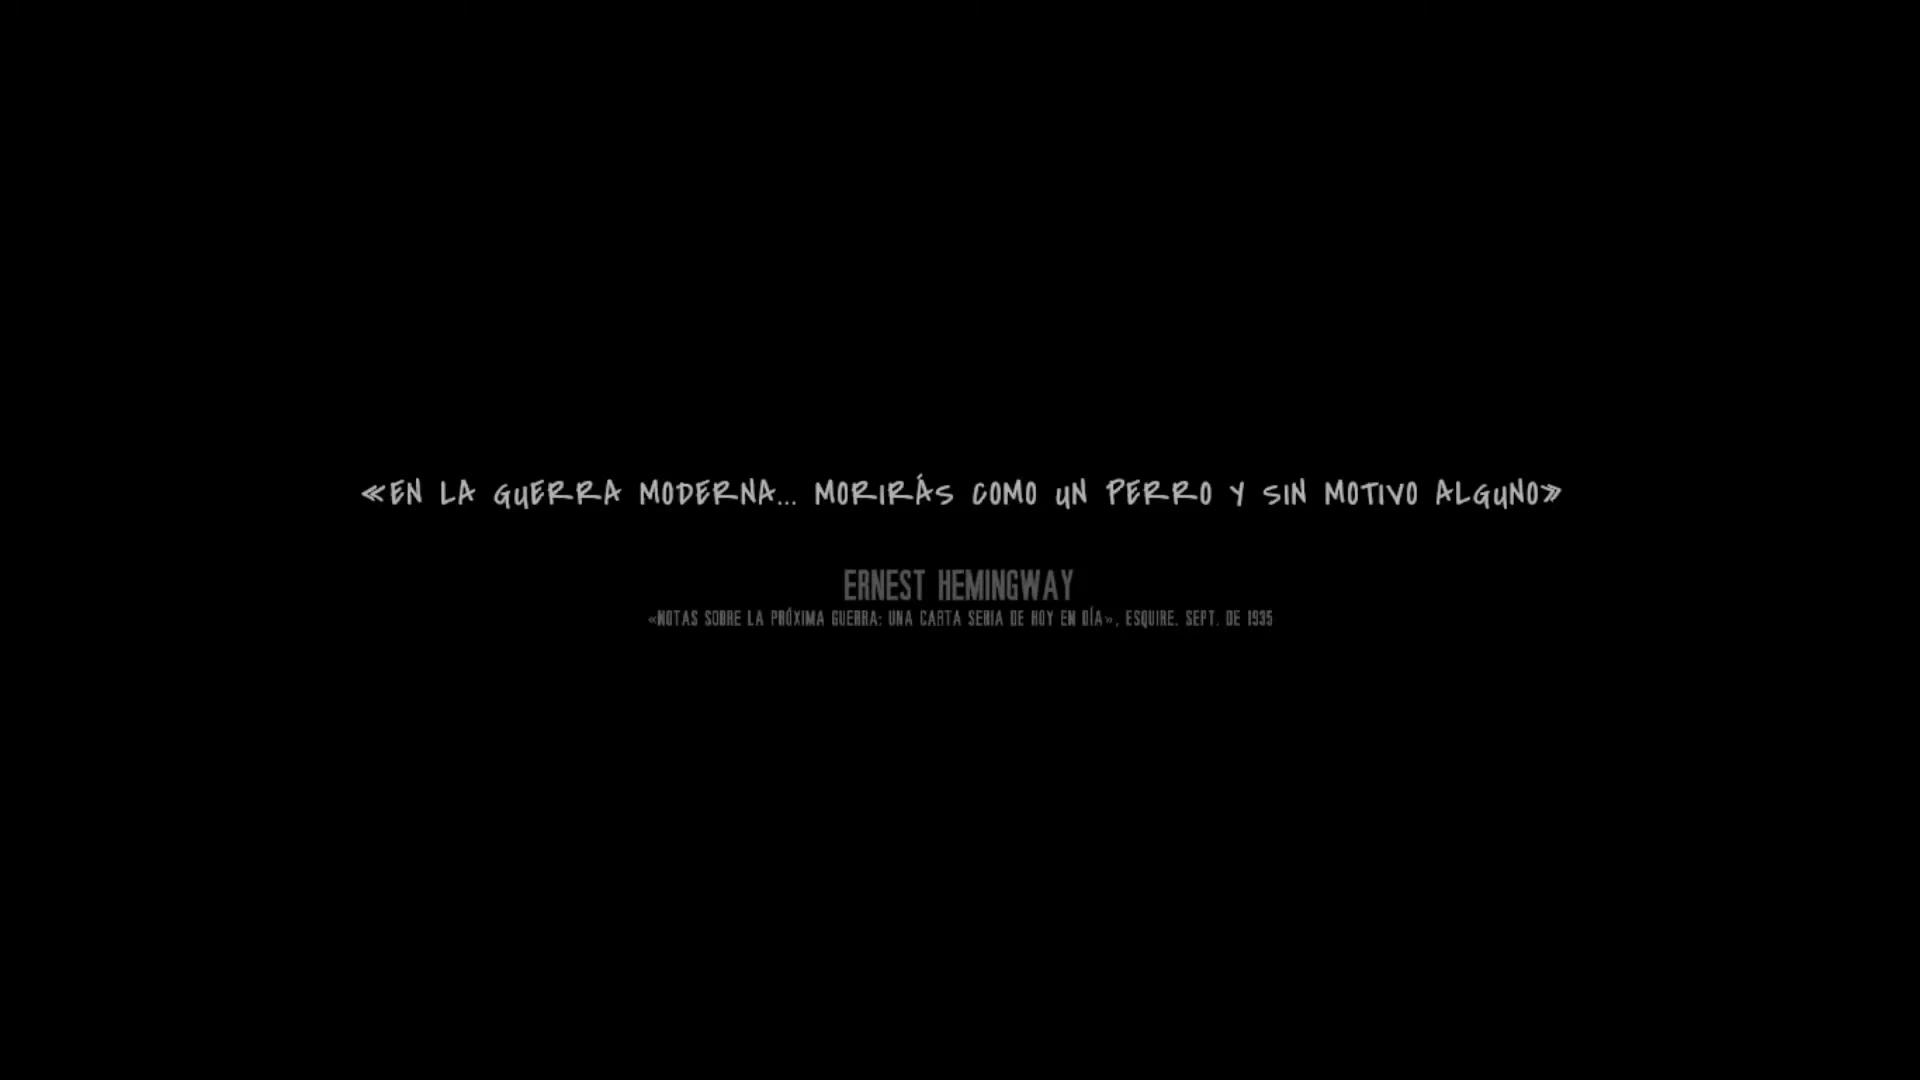 «EN LA GUERRA MODERNA... MORIRÁS COMO UN PERRO Y SIN MOTIVO ALGUNO»
ERNEST HEMINGWAY
«NOTAS SOBRE LA PRÓXIMA GUERRA: UNA CARTA SERIA DE HOY EN DÍA», ESQUIRE. SEPT. DE 1935